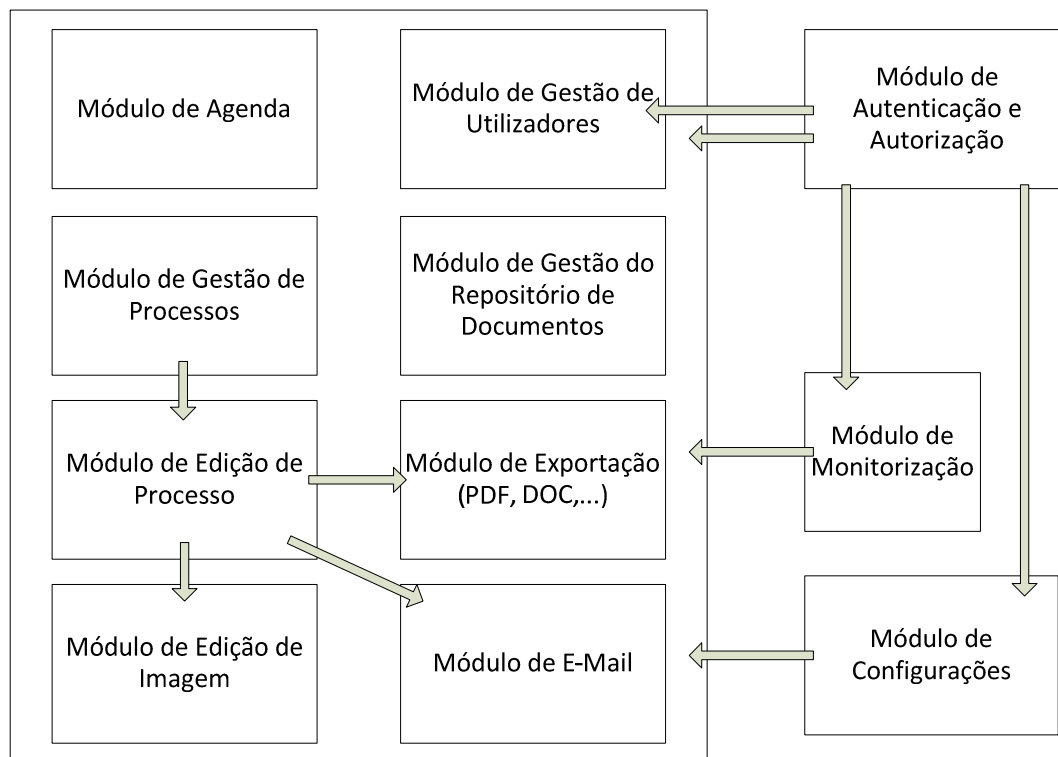 Módulo de Agenda
Módulo de Gestão de
Utilizadores
Módulo de
Autenticação e
Autorização
Módulo de Gestão de
Processos
Módulo de Gestão do
Repositório de
Documentos
Módulo de Edição de
Processo
Módulo de Exportação
(PDF, DOC,...)
Módulo de
Monitorização
Módulo de Edição de
Imagem
Módulo de E-Mail
Módulo de
Configurações